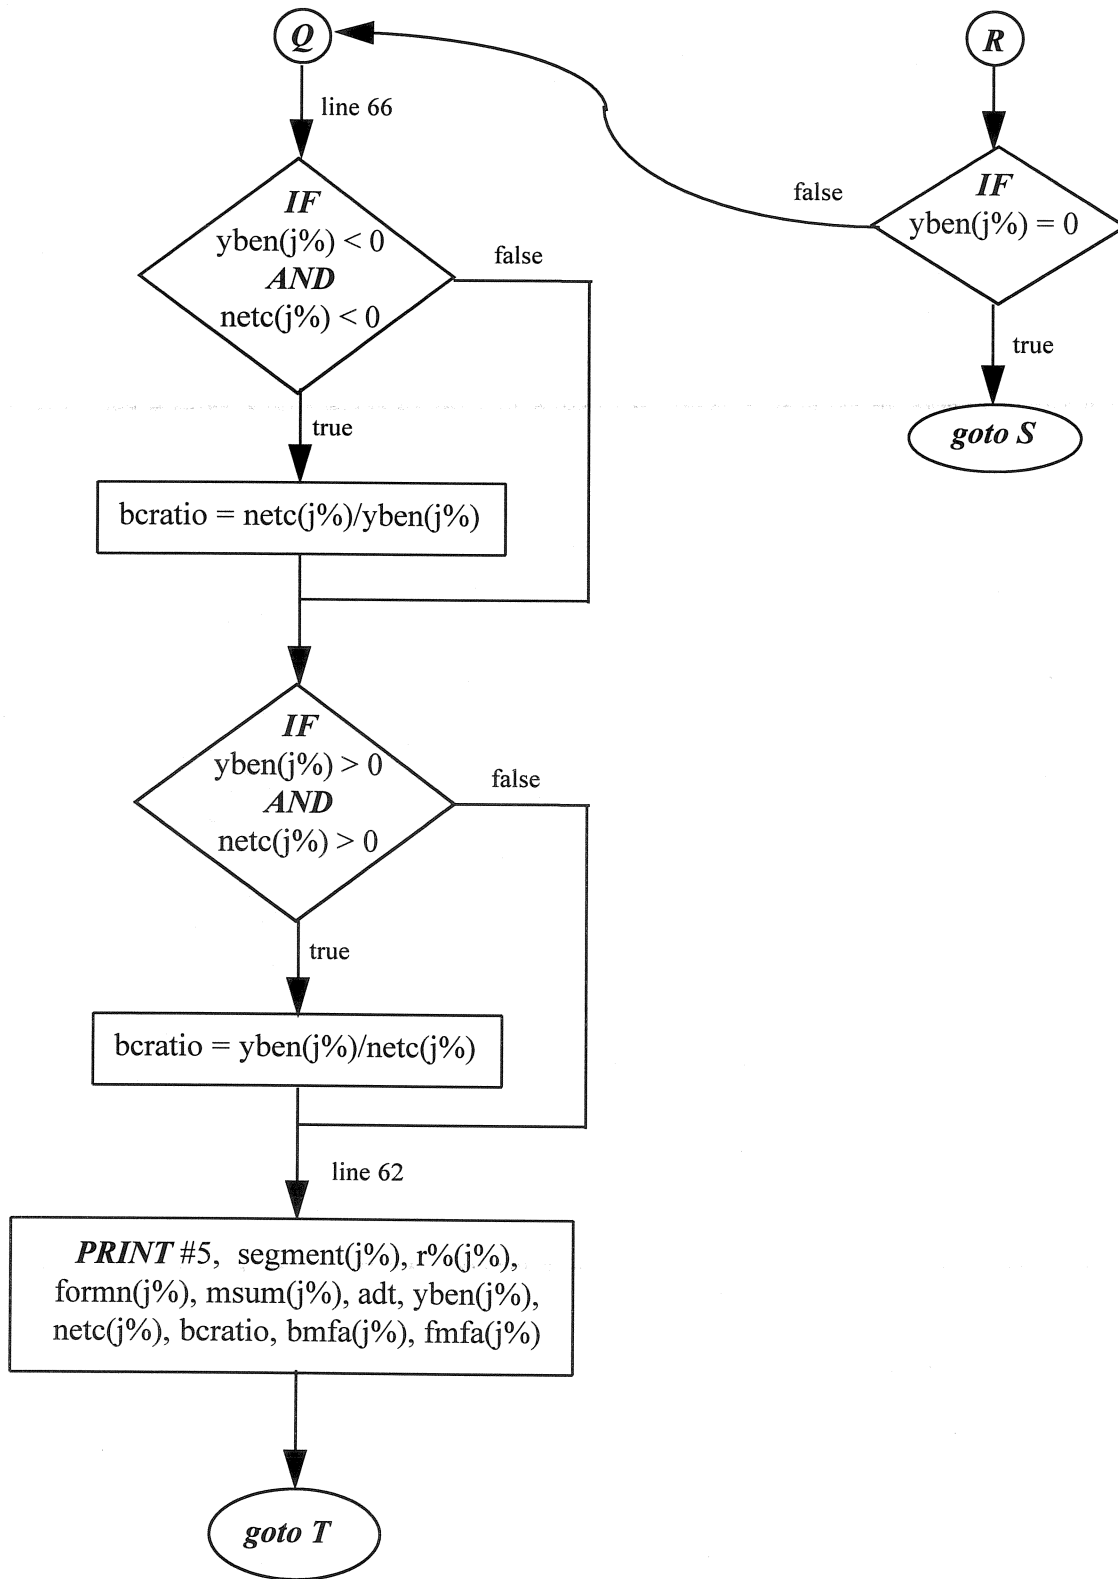 Q
line 66
IF
yben(j%) < 0
AND
netc(j%) < 0
false
true
bcratio = netc(j%)/yben(j%)
IF
yben(j%) > 0
AND
netc(j%) > 0
false
true
bcratio = yben(j%)/netc(j%)
line 62
PRINT #5, segment(j%), r%(j%),
formn(j%), msum(j%), adt, yben(j%),
netc(j%), bcratio, bmfa(j%), fmfa(j%)
goto T
R
IF
yben(j%) = 0
false
true
goto S